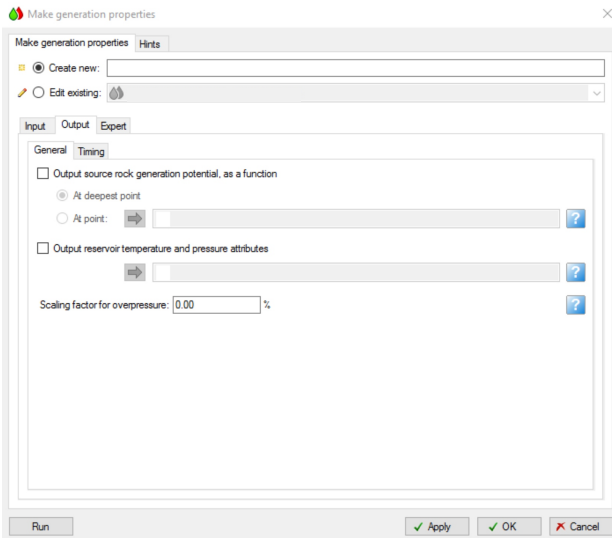 Make generation properties
Make generation properties Hints
Create new:
Edit existing:
Input Output Expert
General Timing
Output source rock generation potential, as a function
At deepest point
At point: ?
Output reservoir temperature and pressure attributes
?
Scaling factor for overpressure: 0.00 % ?
Run Apply OK Cancel